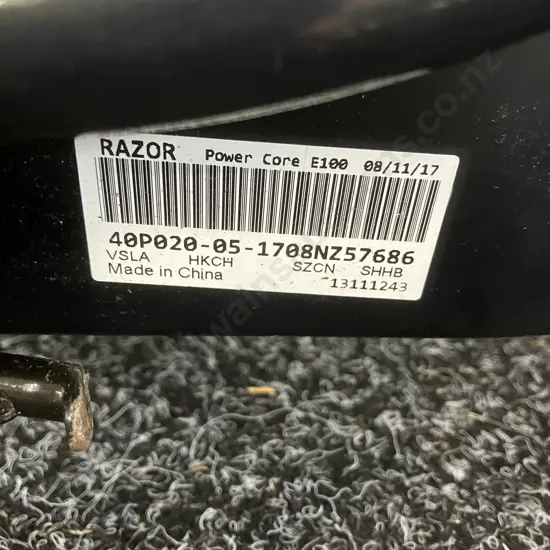 RAZOR Power Core E100 08/11/17
40P020-05-1708NZ57686
VSLA HKCH SZCN SHHB
Made in China 13111243